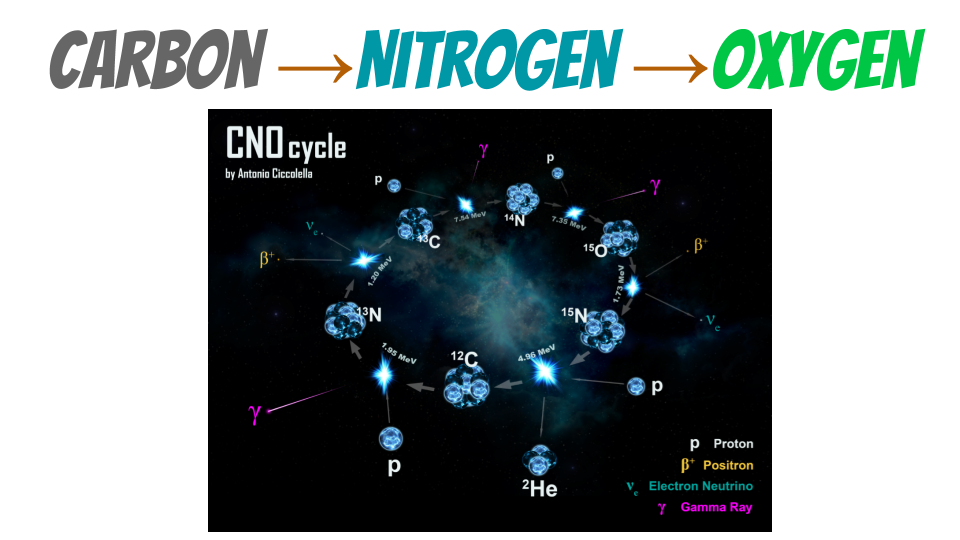 CARBON → NITROGEN → OXYGEN
CNO cycle
by Antonio Ciccolella
γ
p
p
γ
7.54 MeV
14N
7.35 MeV
13C
15O
νe
β+
β+
1.20 MeV
1.73 MeV
13N
15N
νe
1.95 MeV
12C
4.96 MeV
p
γ
p
2He
p Proton
β+ Positron
νe Electron Neutrino
γ Gamma Ray